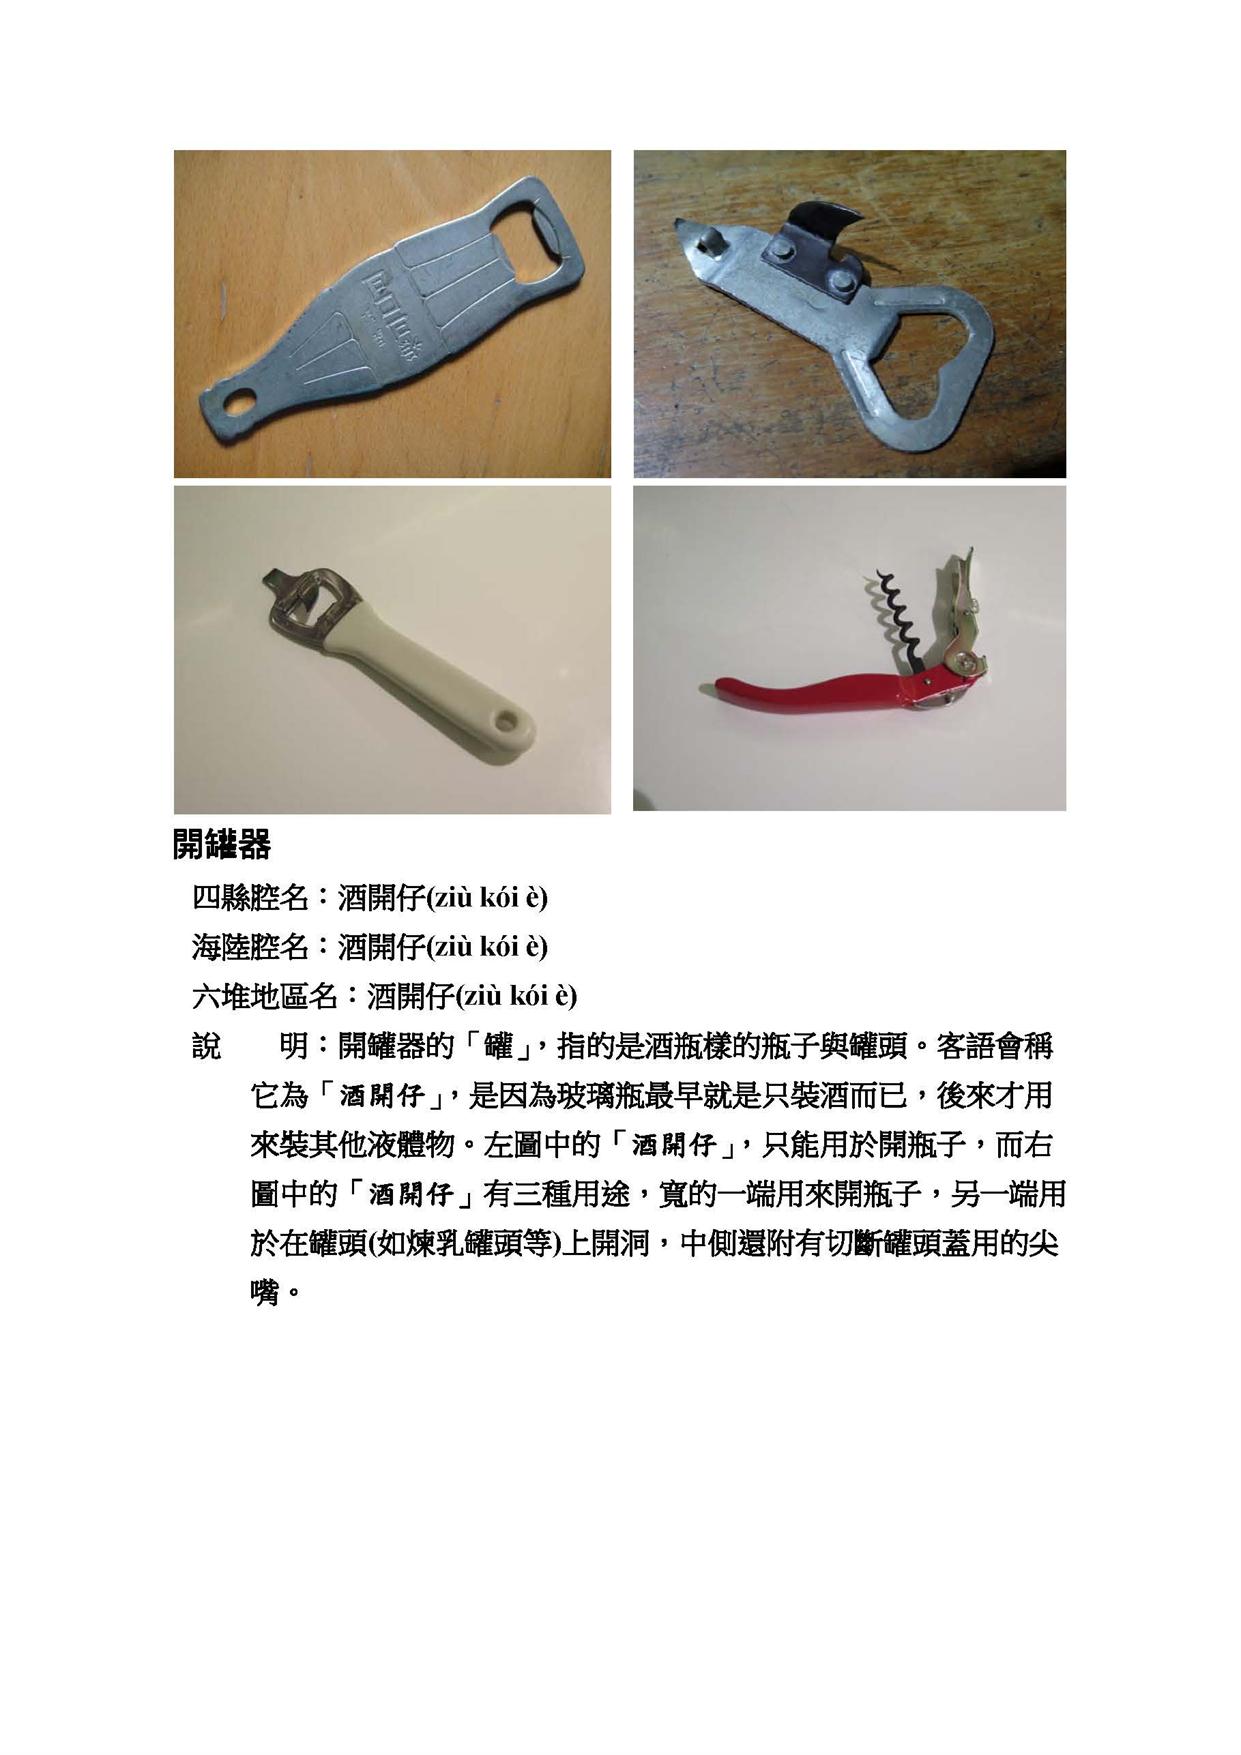 可口可樂
開罐器
四縣腔名：酒開仔(ziù kói è)
海陸腔名：酒開仔(ziù kói è)
六堆地區名：酒開仔(ziù kói è)
說　　明：開罐器的「罐」，指的是酒瓶樣的瓶子與罐頭。客語會稱
它為「酒開仔」，是因為玻璃瓶最早就是只裝酒而已，後來才用
來裝其他液體物。左圖中的「酒開仔」，只能用於開瓶子，而右
圖中的「酒開仔」有三種用途，寬的一端用來開瓶子，另一端用
於在罐頭(如煉乳罐頭等)上開洞，中側還附有切斷罐頭蓋用的尖
嘴。